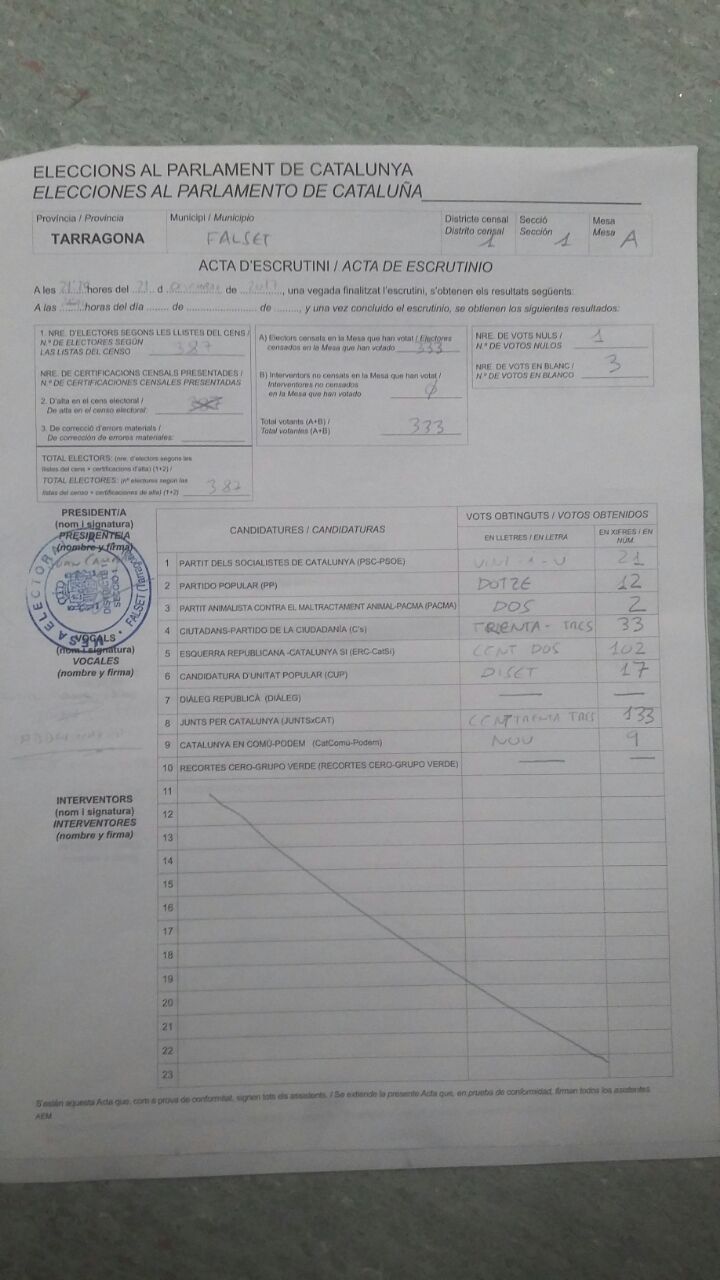 ELECCIONS AL PARLAMENT DE CATALUNYA
ELECCIONES AL PARLAMENTO DE CATALUÑA
Província / Provincia
TARRAGONA
Municipi / Municipio
FALSET
Districte censal
Distrito censal
1
Secció
Sección
1
Mesa
Mesa
A
ACTA D'ESCRUTINI / ACTA DE ESCRUTINIO
A les hores del 21 d de 2017, una vegada finalitzat l'escrutini, s'obtenen els resultats següents:
A las horas del día de de , y una vez concluido el escrutinio, se obtienen los siguientes resultados:
1. NRE. D'ELECTORS SEGONS LES LLISTES DEL CENS /
N.º DE ELECTORES SEGÚN
LAS LISTAS DEL CENSO 387
NRE. DE CERTIFICACIONS CENSALS PRESENTADES /
N.º DE CERTIFICACIONES CENSALES PRESENTADAS
2. D'alta en el cens electoral /
De alta en el censo electoral:
3. De correcció d'errors materials /
De corrección de errores materiales:
TOTAL ELECTORS: (nre. d'electors segons les
llistes del cens + certificacions d'alta) (1+2) /
TOTAL ELECTORES: (nº electores según las
listas del censo + certificaciones de alta) (1+2) 387
A) Electors censats en la Mesa que han votat / Electores
censados en la Mesa que han votado 333
B) Interventors no censats en la Mesa que han votat /
Interventores no censados
en la Mesa que han votado 0
Total votants (A+B) /
Total votantes (A+B) 333
NRE. DE VOTS NULS /
N.º DE VOTOS NULOS 1
NRE. DE VOTS EN BLANC /
N.º DE VOTOS EN BLANCO 3
PRESIDENT/A
(nom i signatura)
PRESIDENTE/A
(nombre y firma)
MESA ELECTORAL
FALSET (Tarragona)
VOCALS
(nom i signatura)
VOCALES
(nombre y firma)
INTERVENTORS
(nom i signatura)
INTERVENTORES
(nombre y firma)
CANDIDATURES / CANDIDATURAS
VOTS OBTINGUTS / VOTOS OBTENIDOS
EN LLETRES / EN LETRA
EN XIFRES / EN NÚM.
1 PARTIT DELS SOCIALISTES DE CATALUNYA (PSC-PSOE) VINT-I-U 21
2 PARTIDO POPULAR (PP) DOTZE 12
3 PARTIT ANIMALISTA CONTRA EL MALTRACTAMENT ANIMAL-PACMA (PACMA) DOS 2
4 CIUTADANS-PARTIDO DE LA CIUDADANÍA (C's) TRENTA-TRES 33
5 ESQUERRA REPUBLICANA -CATALUNYA SÍ (ERC-CatSí) CENT DOS 102
6 CANDIDATURA D'UNITAT POPULAR (CUP) DISET 17
7 DIÀLEG REPUBLICÀ (DIÀLEG) — —
8 JUNTS PER CATALUNYA (JUNTSxCAT) CENT TRENTA TRES 133
9 CATALUNYA EN COMÚ-PODEM (CatComú-Podem) NOU 9
10 RECORTES CERO-GRUPO VERDE (RECORTES CERO-GRUPO VERDE) — —
11
12
13
14
15
16
17
18
19
20
21
22
23
S'estén aquesta Acta que, com a prova de conformitat, signen tots els assistents. / Se extiende la presente Acta que, en prueba de conformidad, firman todos los asistentes.
AEM.